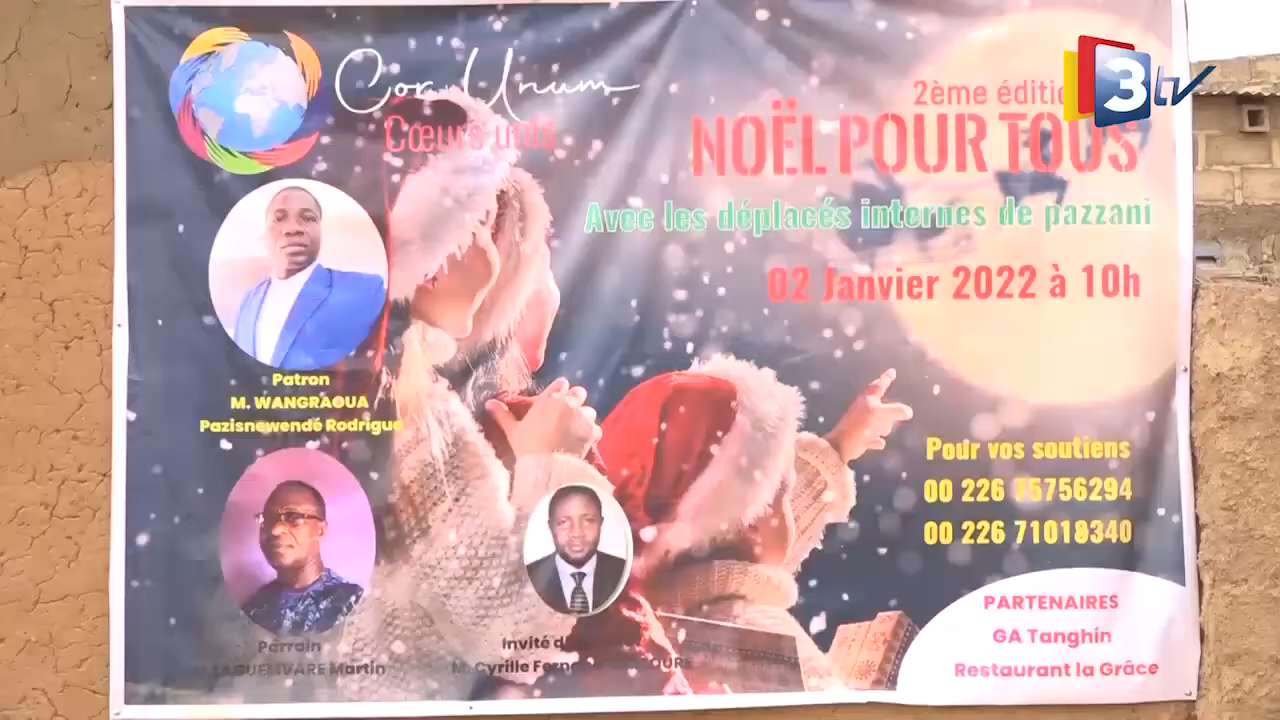 Cor Unum
Cœurs unis
2ème
NOËL POUR TOUS
Avec les déplacés internes de pazzani
02 Janvier 2022 à 10h
3tv
Patron
M. WANGRAOUA
Pazisnewendé Rodrigue
Pour vos soutiens
00 226 75756294
00 226 71018340
Parrain
Martin
Invité
M. Cyrille
PARTENAIRES
GA Tanghin
Restaurant la Grâce